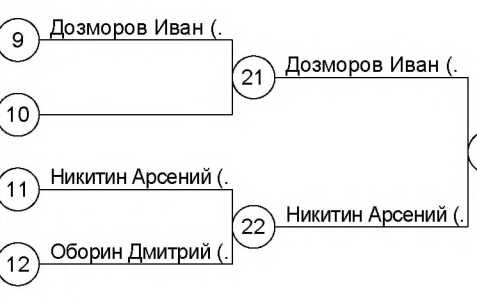 9 Дозморов Иван (.
21 Дозморов Иван (.
10
11 Никитин Арсений (.
22 Никитин Арсений (.
12 Оборин Дмитрий (.